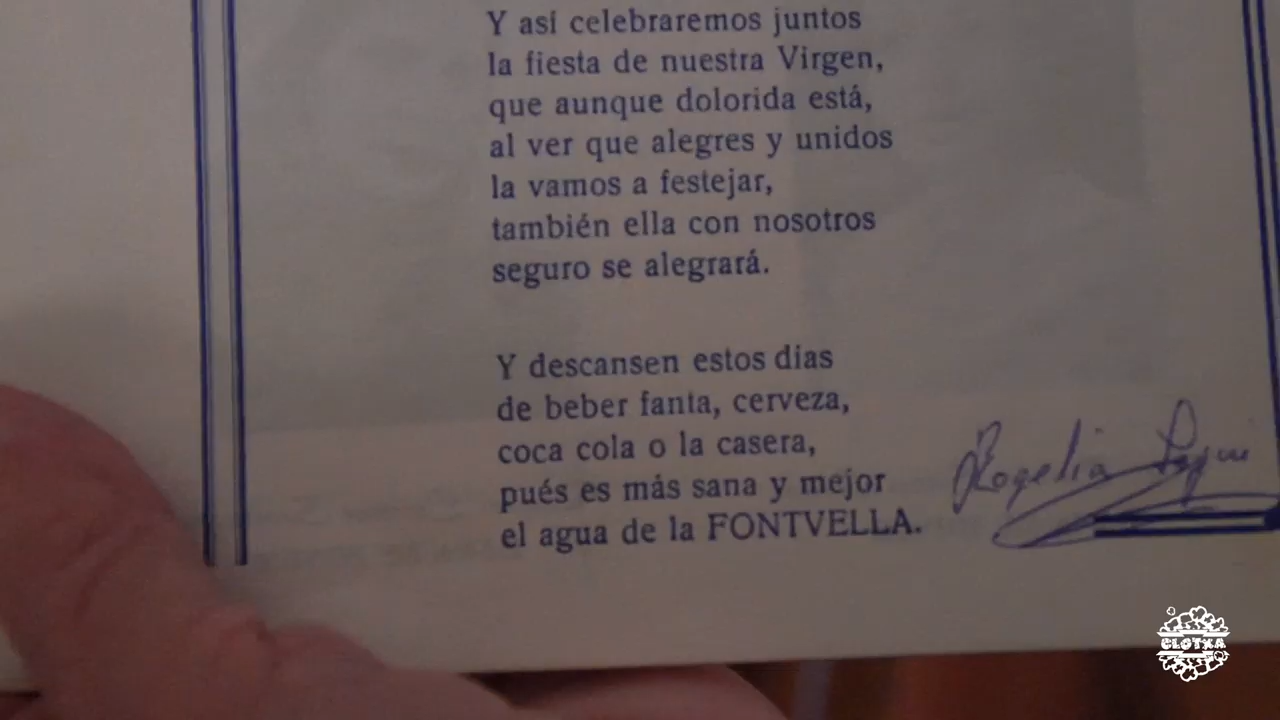 Y así celebraremos juntos
la fiesta de nuestra Virgen,
que aunque dolorida está,
al ver que alegres y unidos
la vamos a festejar,
también ella con nosotros
seguro se alegrará.
Y descansen estos días
de beber fanta, cerveza,
coca cola o la casera,
pués es más sana y mejor
el agua de la FONTVELLA.
Rogelia
CLOTXA